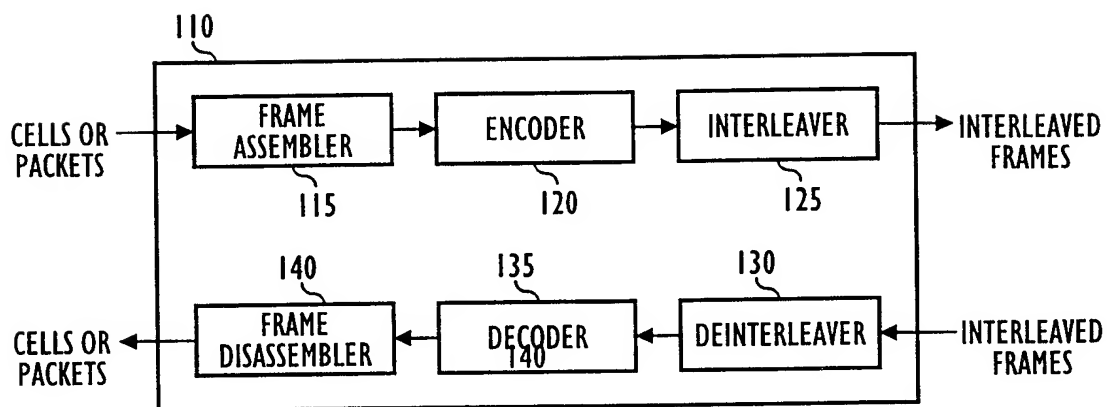 110
CELLS OR
PACKETS
FRAME
ASSEMBLER
115
ENCODER
120
INTERLEAVER
125
INTERLEAVED
FRAMES
140
135
130
CELLS OR
PACKETS
FRAME
DISASSEMBLER
DECODER
140
DEINTERLEAVER
INTERLEAVED
FRAMES